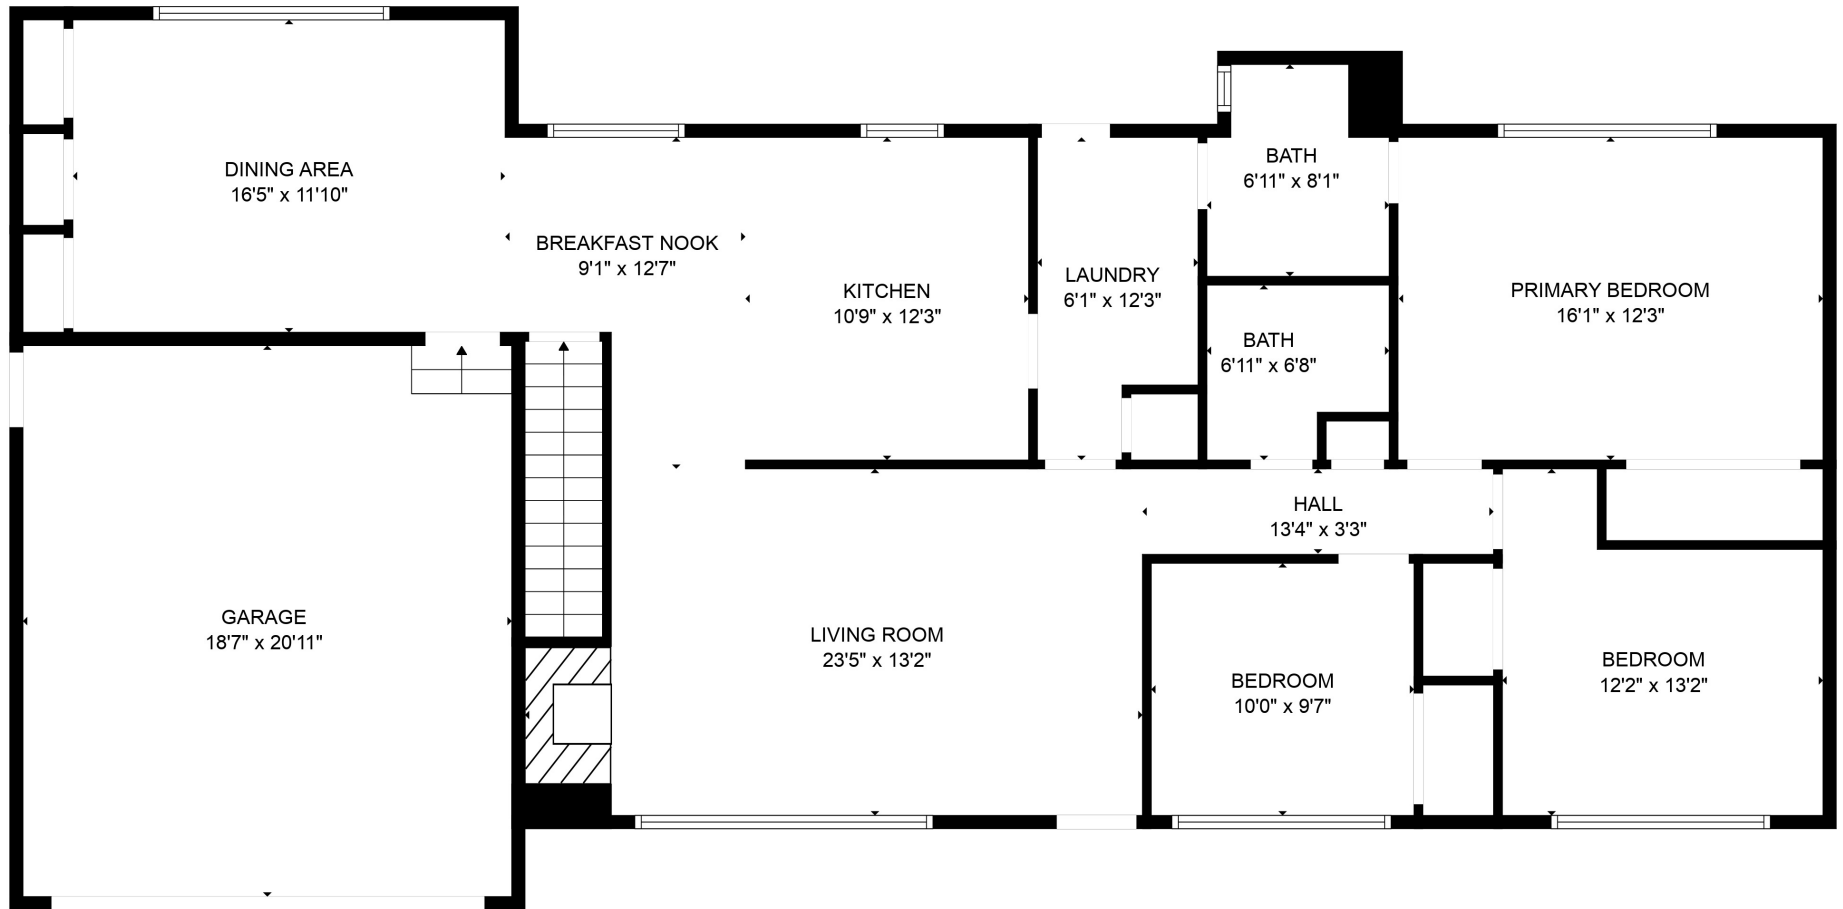 DINING AREA
16'5" x 11'10"
BREAKFAST NOOK
9'1" x 12'7"
KITCHEN
10'9" x 12'3"
LAUNDRY
6'1" x 12'3"
BATH
6'11" x 8'1"
BATH
6'11" x 6'8"
PRIMARY BEDROOM
16'1" x 12'3"
HALL
13'4" x 3'3"
GARAGE
18'7" x 20'11"
LIVING ROOM
23'5" x 13'2"
BEDROOM
10'0" x 9'7"
BEDROOM
12'2" x 13'2"